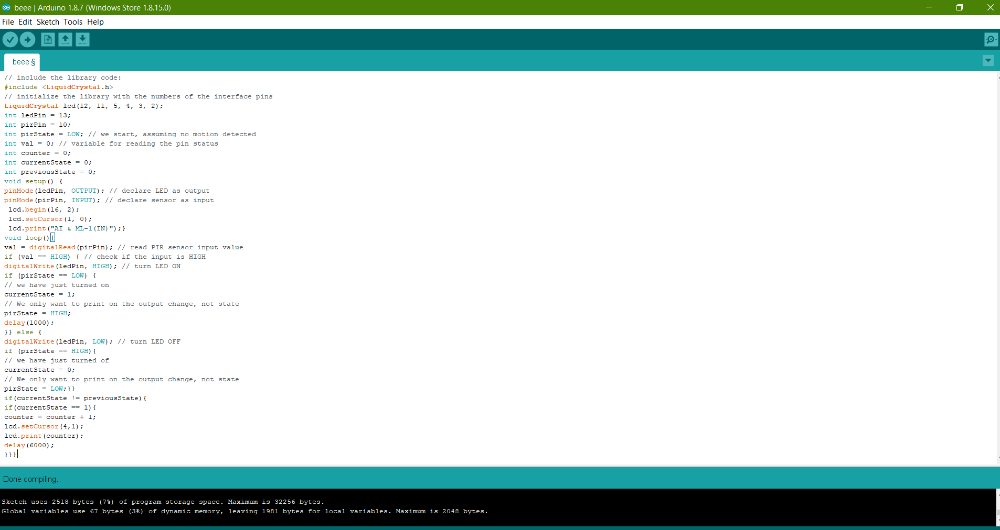 beee | Arduino 1.8.7 (Windows Store 1.8.15.0)
File Edit Sketch Tools Help
beee §
// include the library code:
#include <LiquidCrystal.h>
// initialize the library with the numbers of the interface pins
LiquidCrystal lcd(12, 11, 5, 4, 3, 2);
int ledPin = 13;
int pirPin = 10;
int pirState = LOW; // we start, assuming no motion detected
int val = 0; // variable for reading the pin status
int counter = 0;
int currentState = 0;
int previousState = 0;
void setup() {
pinMode(ledPin, OUTPUT); // declare LED as output
pinMode(pirPin, INPUT); // declare sensor as input
 lcd.begin(16, 2);
 lcd.setCursor(1, 0);
 lcd.print("AI & ML-1(IN)");}
void loop(){
val = digitalRead(pirPin); // read PIR sensor input value
if (val == HIGH) { // check if the input is HIGH
digitalWrite(ledPin, HIGH); // turn LED ON
if (pirState == LOW) {
// we have just turned on
currentState = 1;
// We only want to print on the output change, not state
pirState = HIGH;
delay(1000);
}} else {
digitalWrite(ledPin, LOW); // turn LED OFF
if (pirState == HIGH){
// we have just turned of
currentState = 0;
// We only want to print on the output change, not state
pirState = LOW;}}
if(currentState != previousState){
if(currentState == 1){
counter = counter + 1;
lcd.setCursor(4,1);
lcd.print(counter);
delay(6000);
}}}
Done compiling.
Sketch uses 2518 bytes (7%) of program storage space. Maximum is 32256 bytes.
Global variables use 67 bytes (3%) of dynamic memory, leaving 1981 bytes for local variables. Maximum is 2048 bytes.